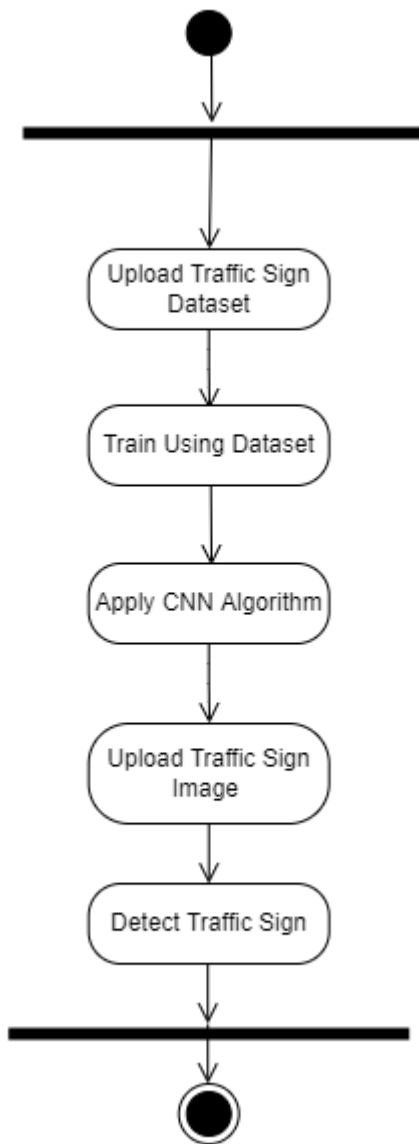 Upload Traffic Sign
Dataset
Train Using Dataset
Apply CNN Algorithm
Upload Traffic Sign
Image
Detect Traffic Sign